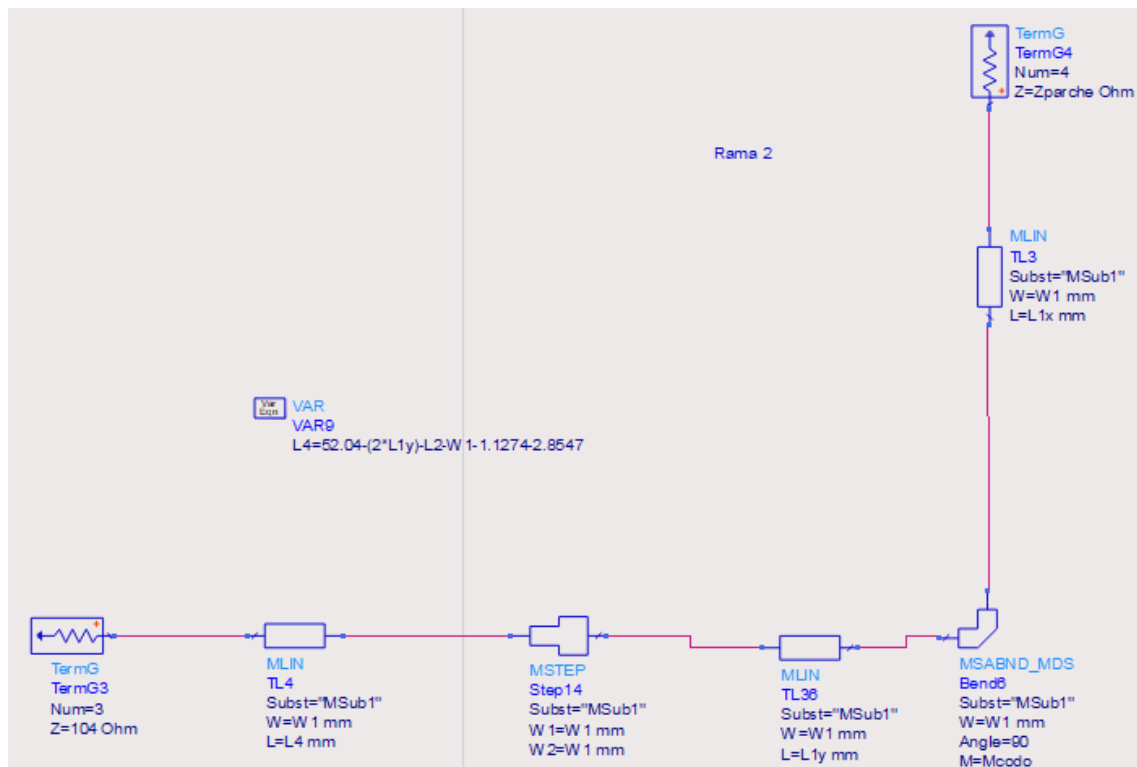 TermG
TermG4
Num=4
Z=Zparche Ohm
Rama 2
MLIN
TL3
Subst="MSub1"
W=W1 mm
L=L1x mm
Var
Eqn
VAR
VAR9
L4=52.04-(2*L1y)-L2-W1-1.1274-2.8547
TermG
TermG3
Num=3
Z=104 Ohm
MLIN
TL4
Subst="MSub1"
W=W1 mm
L=L4 mm
MSTEP
Step14
Subst="MSub1"
W1=W1 mm
W2=W1 mm
MLIN
TL36
Subst="MSub1"
W=W1 mm
L=L1y mm
MSABND_MDS
Bend6
Subst="MSub1"
W=W1 mm
Angle=90
M=Mcodo